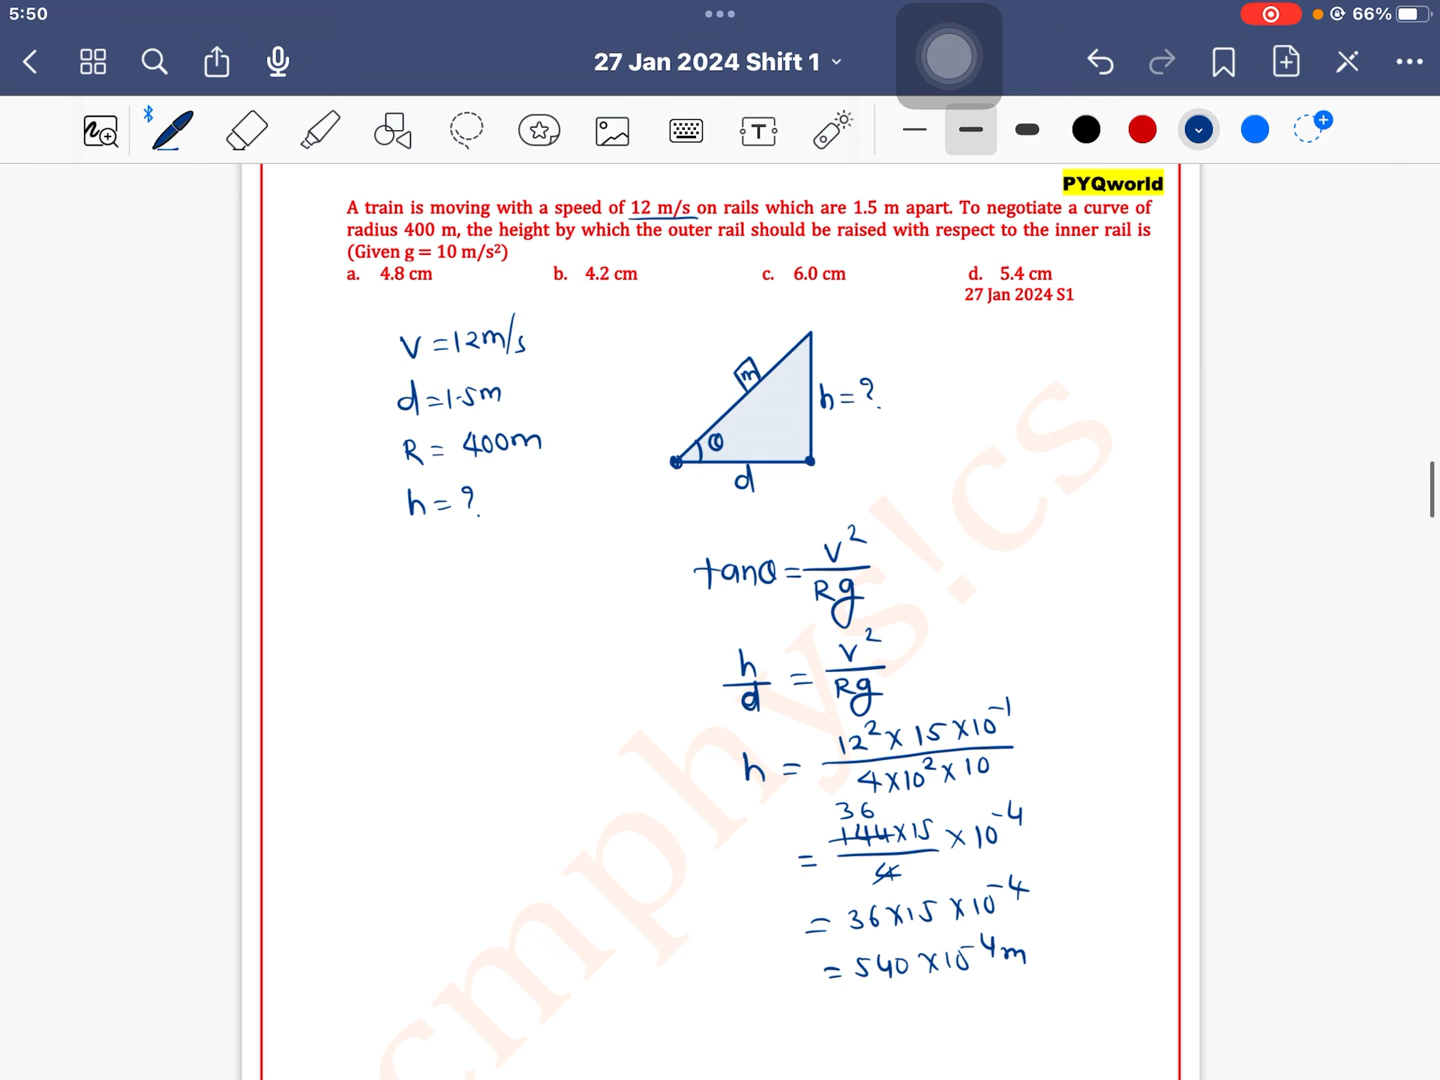 5:50
66%
27 Jan 2024 Shift 1
T
PYQworld
A train is moving with a speed of 12 m/s on rails which are 1.5 m apart. To negotiate a curve of
radius 400 m, the height by which the outer rail should be raised with respect to the inner rail is
(Given g = 10 m/s²)
a. 4.8 cm b. 4.2 cm c. 6.0 cm d. 5.4 cm
27 Jan 2024 S1
V = 12 m/s
d = 1.5m
R = 400m
h = ?
m
h = ?
θ
d
tanθ = V²/Rg
h/d = V²/Rg
h = 12² × 15 × 10⁻¹ / 4×10² × 10
36
= 144×15/4 × 10⁻⁴
= 36×15 × 10⁻⁴
= 540 × 10⁻⁴ m
cmphy!cs